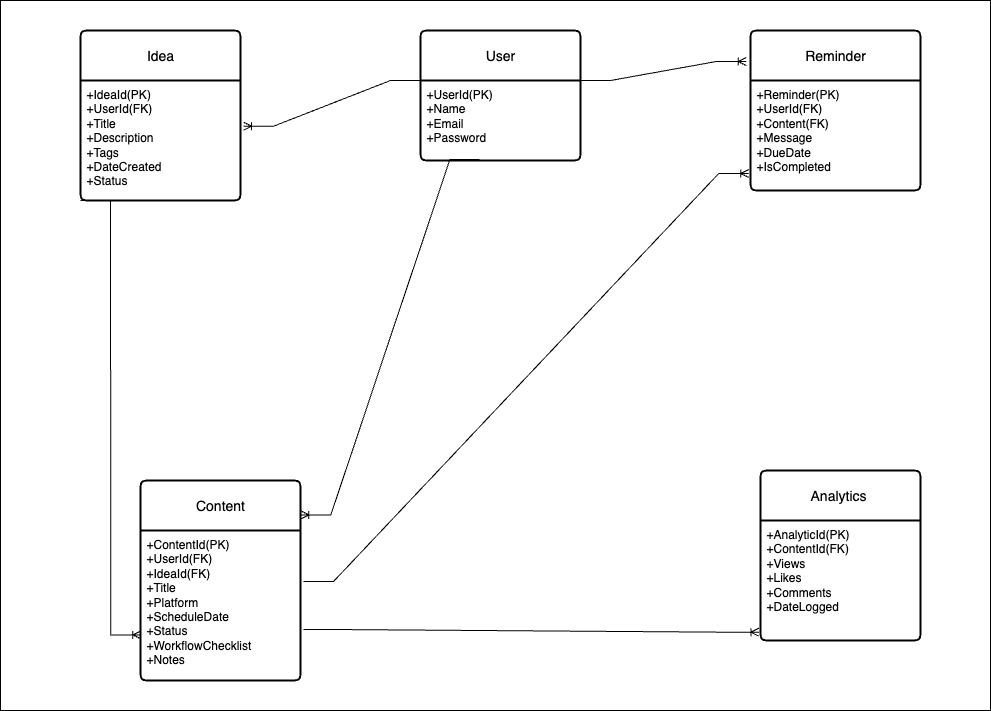 Idea
+IdeaId(PK)
+UserId(FK)
+Title
+Description
+Tags
+DateCreated
+Status
User
+UserId(PK)
+Name
+Email
+Password
Reminder
+Reminder(PK)
+UserId(FK)
+Content(FK)
+Message
+DueDate
+IsCompleted
Content
+ContentId(PK)
+UserId(FK)
+IdeaId(FK)
+Title
+Platform
+ScheduleDate
+Status
+WorkflowChecklist
+Notes
Analytics
+AnalyticId(PK)
+ContentId(FK)
+Views
+Likes
+Comments
+DateLogged